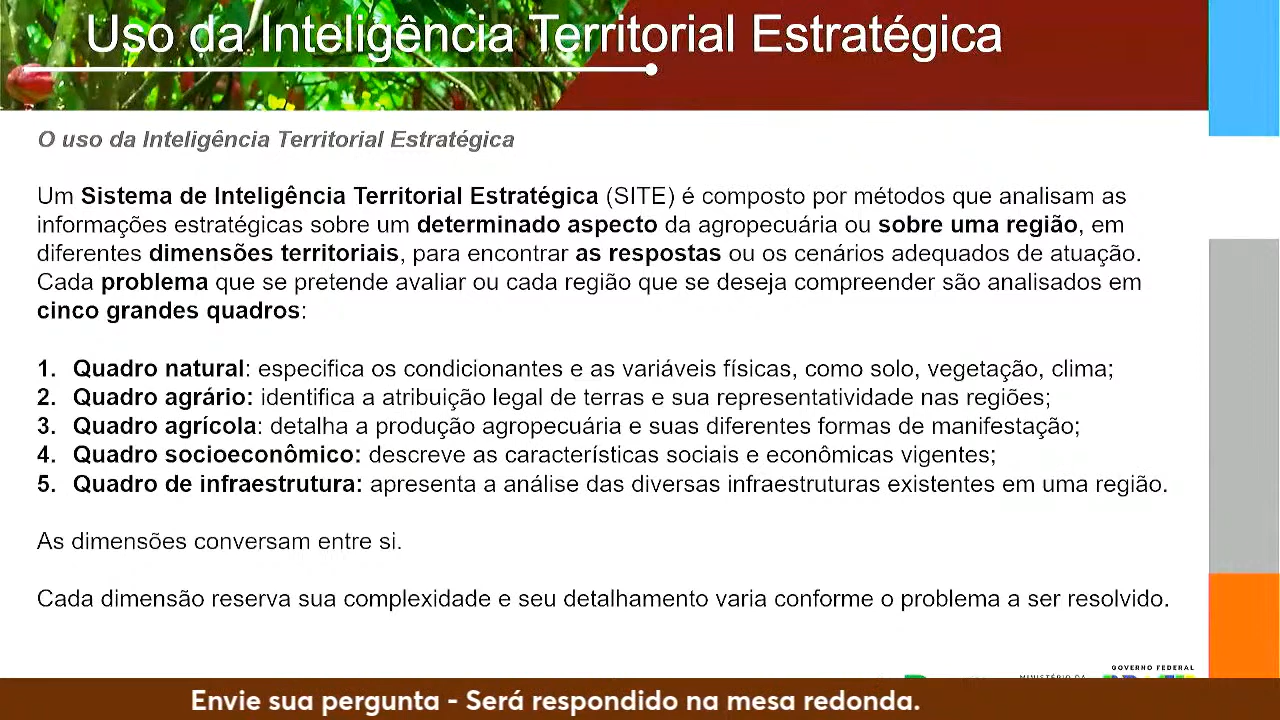 Uso da Inteligência Territorial Estratégica
O uso da Inteligência Territorial Estratégica
Um Sistema de Inteligência Territorial Estratégica (SITE) é composto por métodos que analisam as
informações estratégicas sobre um determinado aspecto da agropecuária ou sobre uma região, em
diferentes dimensões territoriais, para encontrar as respostas ou os cenários adequados de atuação.
Cada problema que se pretende avaliar ou cada região que se deseja compreender são analisados em
cinco grandes quadros:
1. Quadro natural: especifica os condicionantes e as variáveis físicas, como solo, vegetação, clima;
2. Quadro agrário: identifica a atribuição legal de terras e sua representatividade nas regiões;
3. Quadro agrícola: detalha a produção agropecuária e suas diferentes formas de manifestação;
4. Quadro socioeconômico: descreve as características sociais e econômicas vigentes;
5. Quadro de infraestrutura: apresenta a análise das diversas infraestruturas existentes em uma região.
As dimensões conversam entre si.
Cada dimensão reserva sua complexidade e seu detalhamento varia conforme o problema a ser resolvido.
GOVERNO FEDERAL
MINISTÉRIO DA
Envie sua pergunta - Será respondido na mesa redonda.